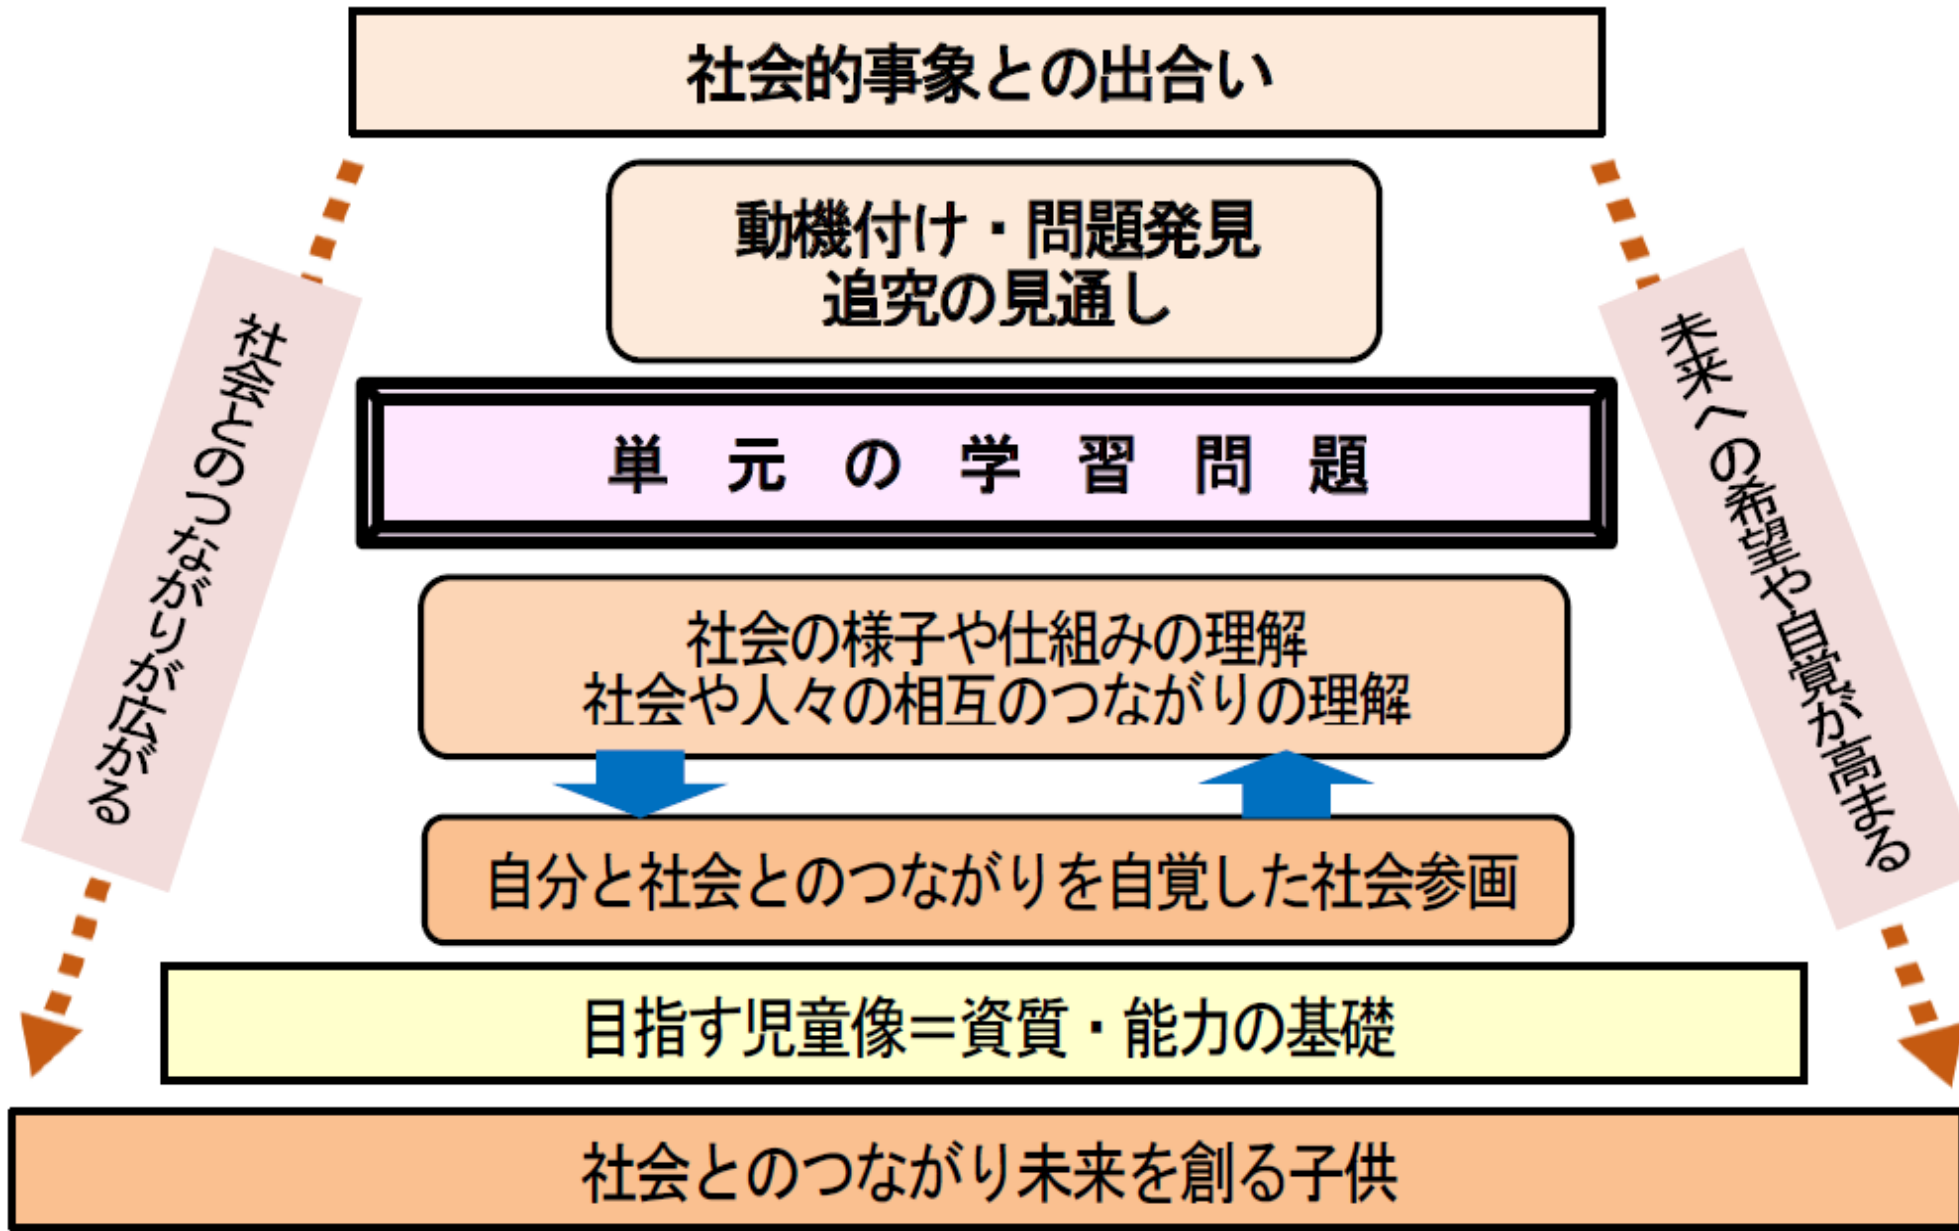 社会的事象との出合い
動機付け・問題発見
追究の見通し
単元の学習問題
社会の様子や仕組みの理解
社会や人々の相互のつながりの理解
自分と社会とのつながりを自覚した社会参画
目指す児童像＝資質・能力の基礎
社会とのつながり未来を創る子供
社会とのつながりが広がる
未来への希望や自覚が高まる